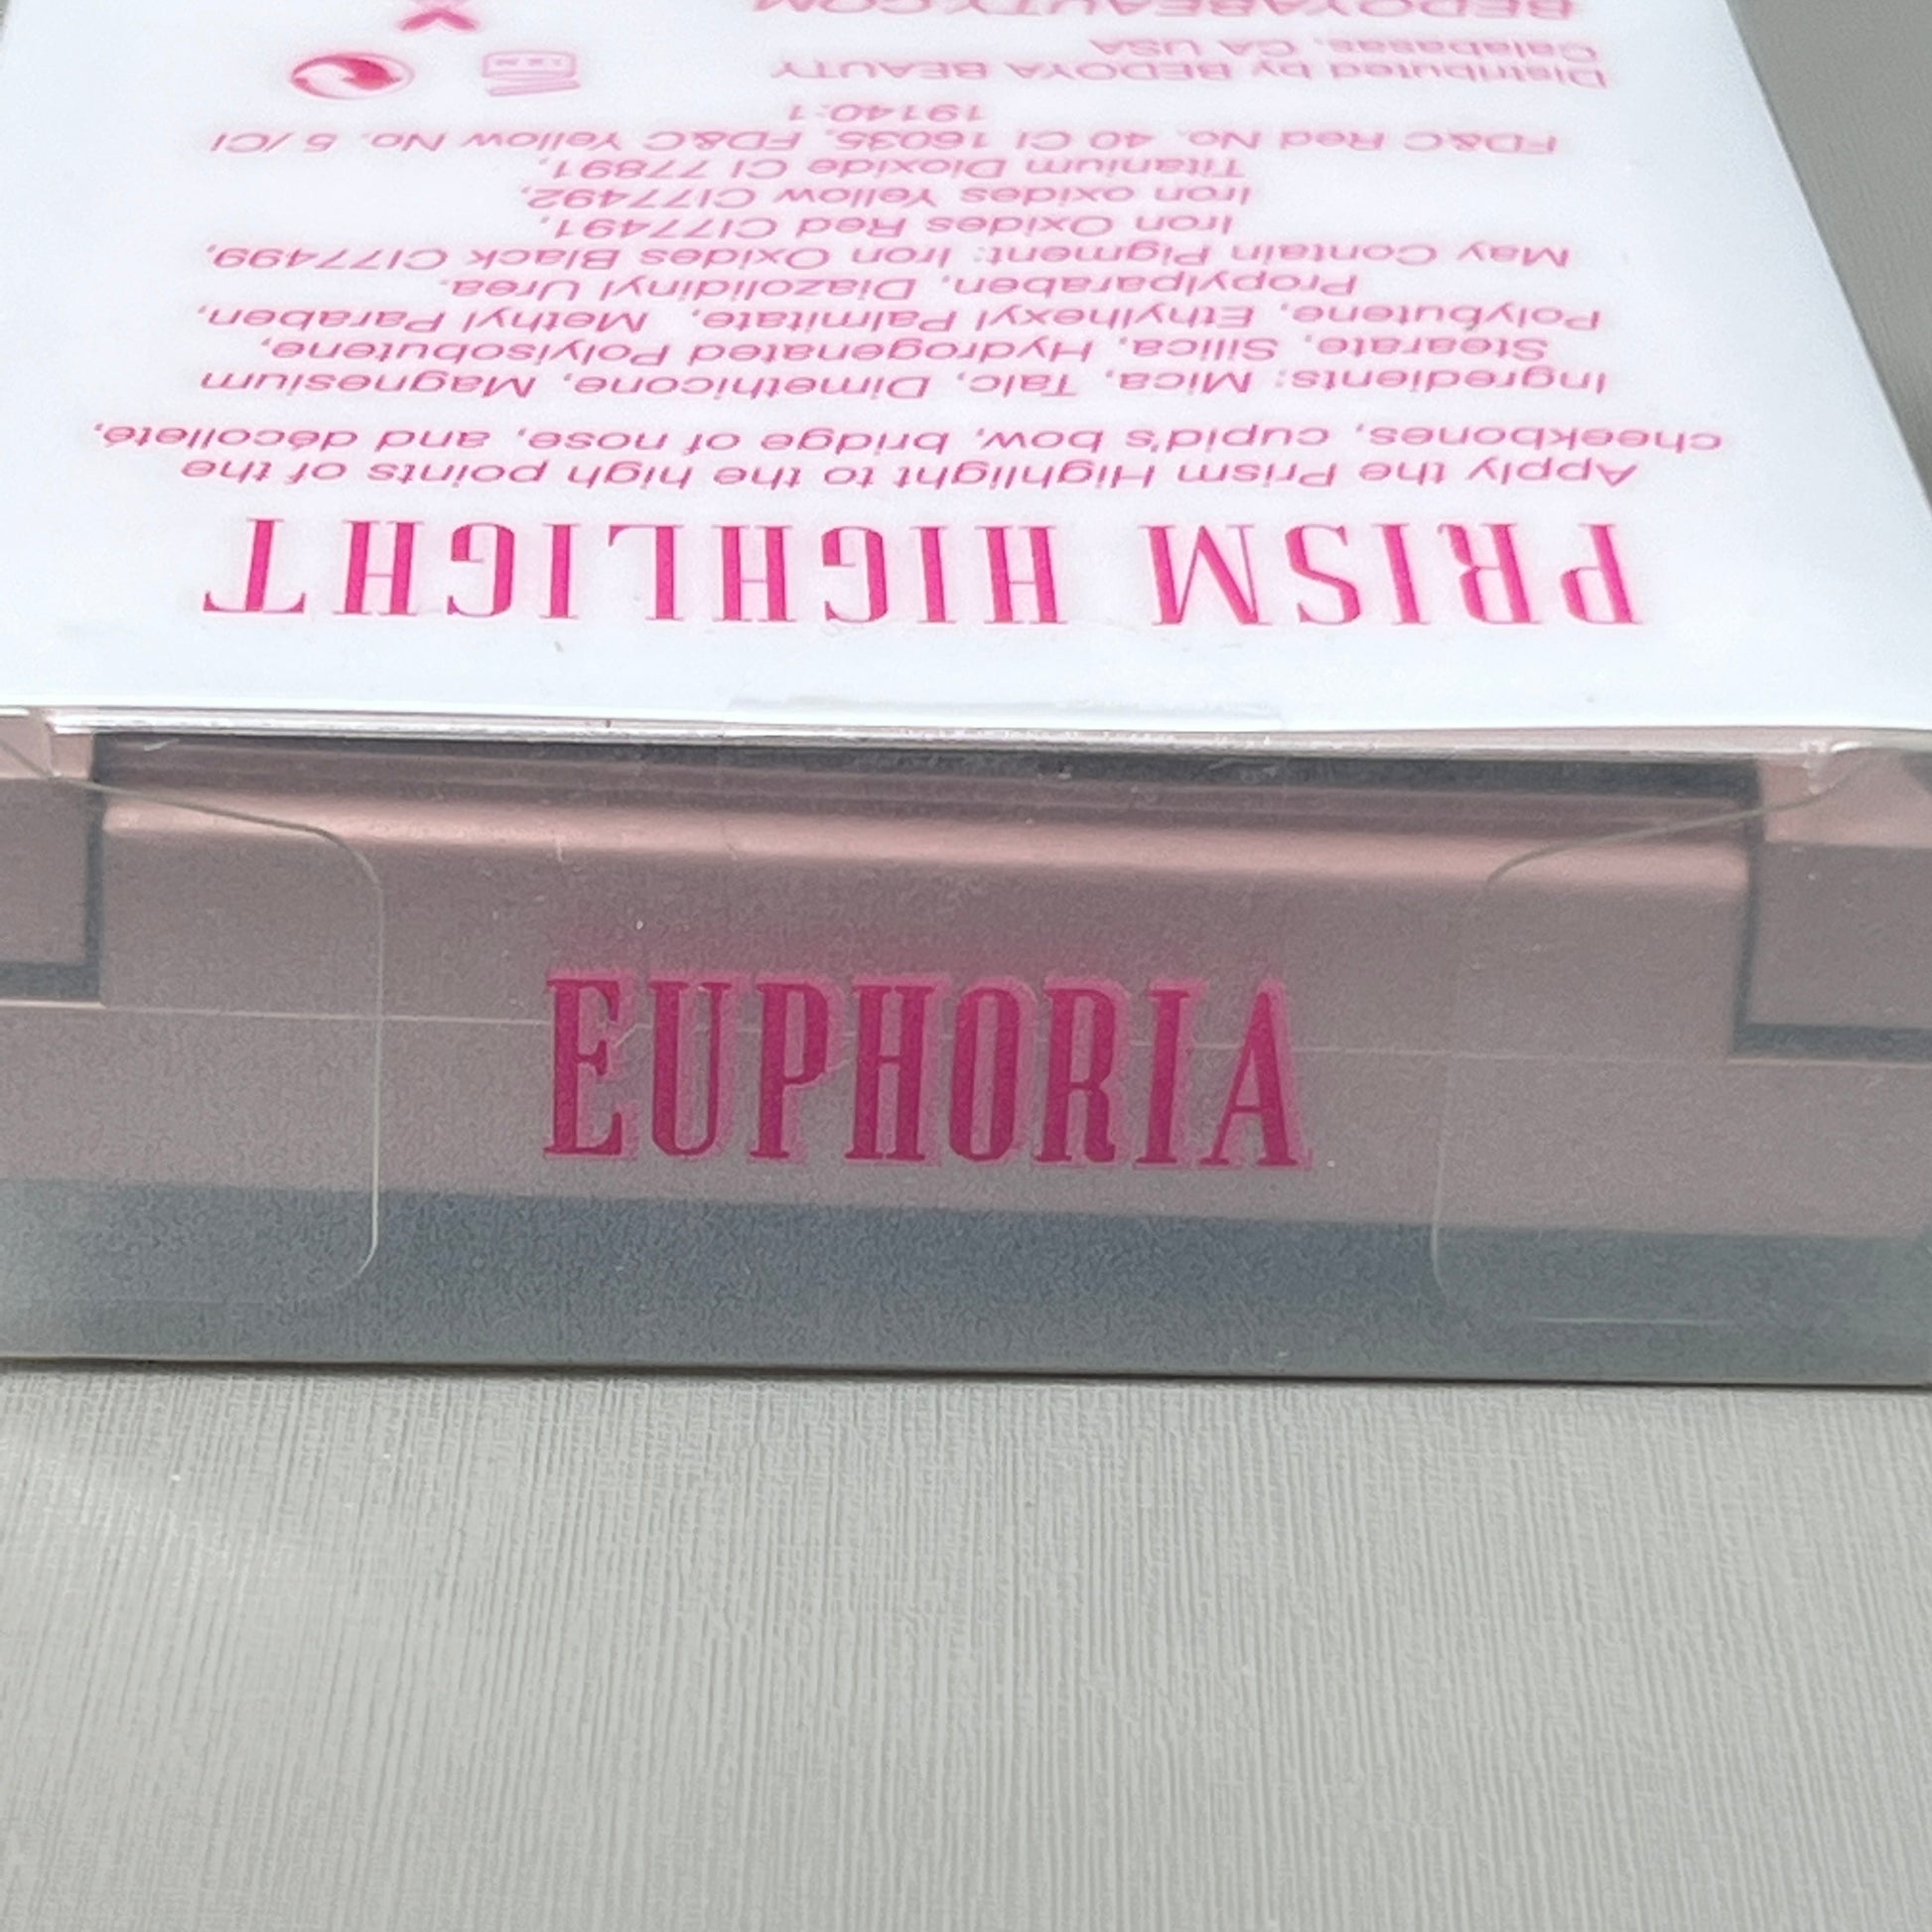 PRISM HIGHLIGHT
Apply the Prism Highlight to the high points of the
cheekbones, cupid's bow, bridge of nose, and décolleté.
Ingredients: Mica, Talc, Dimethicone, Magnesium
Stearate, Silica, Hydrogenated Polyisobutene,
Polybutene, Ethylhexyl Palmitate, Methyl Paraben,
Propylparaben, Diazolidinyl Urea.
May Contain Pigment: Iron Oxides Black CI77499,
Iron Oxides Red CI77491,
Iron oxides Yellow CI77492,
Titanium Dioxide CI 77891,
FD&C Red No. 40 CI 16035, FD&C Yellow No. 5 /CI
19140:1
Distributed by BEDOYA BEAUTY
Calabasas, CA USA
BEDOYABEAUTY.COM
EUPHORIA